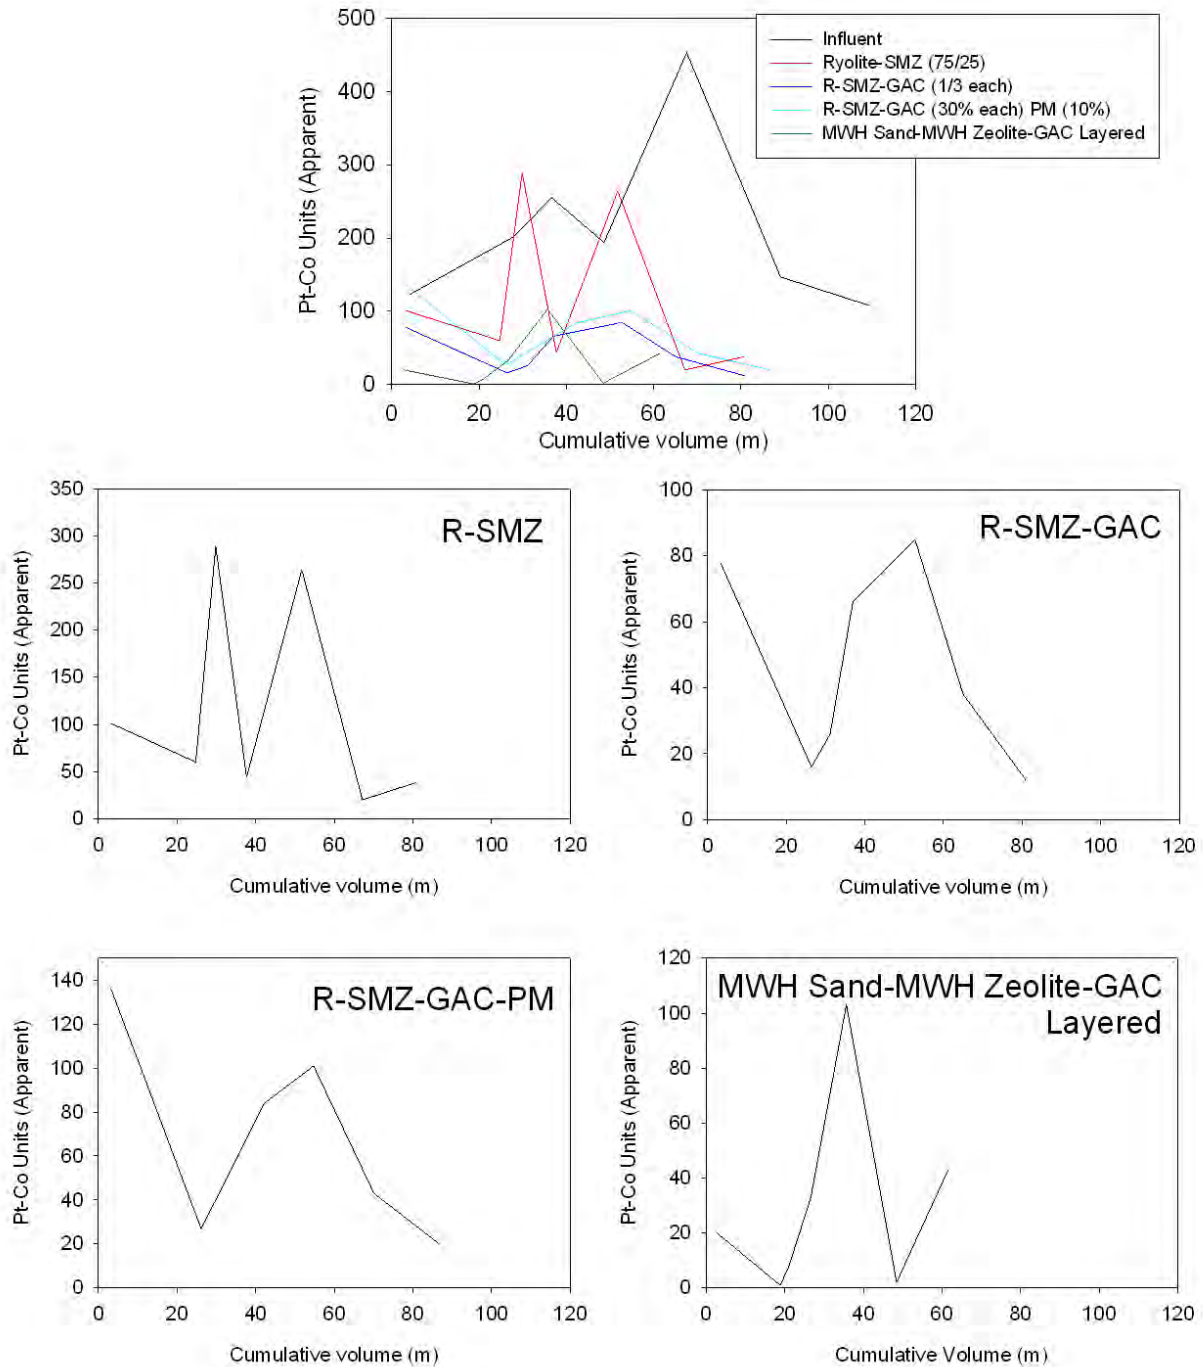 500
400
300
200
100
0
Pt-Co Units (Apparent)
Influent
Ryolite-SMZ (75/25)
R-SMZ-GAC (1/3 each)
R-SMZ-GAC (30% each) PM (10%)
MWH Sand-MWH Zeolite-GAC Layered
0 20 40 60 80 100 120
Cumulative volume (m)
350
300
250
200
150
100
50
0
Pt-Co Units (Apparent)
R-SMZ
0 20 40 60 80 100 120
Cumulative volume (m)
100
80
60
40
20
0
Pt-Co Units (Apparent)
R-SMZ-GAC
0 20 40 60 80 100 120
Cumulative volume (m)
140
120
100
80
60
40
20
0
Pt-Co Units (Apparent)
R-SMZ-GAC-PM
0 20 40 60 80 100 120
Cumulative volume (m)
120
100
80
60
40
20
0
Pt-Co Units (Apparent)
MWH Sand-MWH Zeolite-GAC
Layered
0 20 40 60 80 100 120
Cumulative Volume (m)